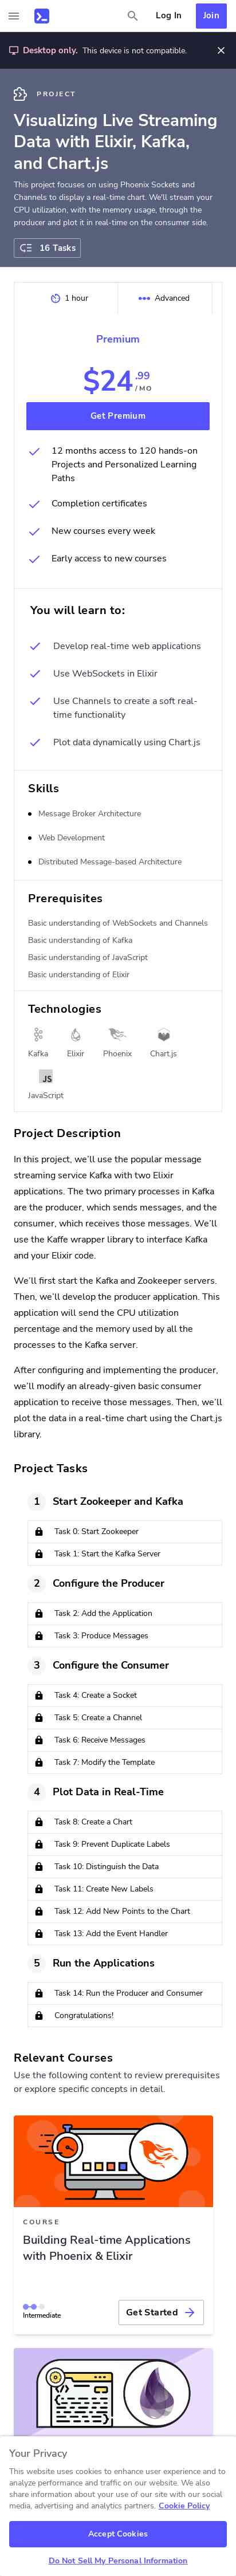 Log In
Join
Desktop only. This device is not compatible.
PROJECT
Visualizing Live Streaming
Data with Elixir, Kafka,
and Chart.js
This project focuses on using Phoenix Sockets and
Channels to display a real-time chart. We'll stream your
CPU utilization, with the memory usage, through the
producer and plot it in real-time on the consumer side.
16 Tasks
1 hour
Advanced
Premium
$24.99
/ MO
Get Premium
12 months access to 120 hands-on
Projects and Personalized Learning
Paths
Completion certificates
New courses every week
Early access to new courses
You will learn to:
Develop real-time web applications
Use WebSockets in Elixir
Use Channels to create a soft real-
time functionality
Plot data dynamically using Chart.js
Skills
Message Broker Architecture
Web Development
Distributed Message-based Architecture
Prerequisites
Basic understanding of WebSockets and Channels
Basic understanding of Kafka
Basic understanding of JavaScript
Basic understanding of Elixir
Technologies
Kafka
Elixir
Phoenix
Chart.js
JS
JavaScript
Project Description
In this project, we’ll use the popular message
streaming service Kafka with two Elixir
applications. The two primary processes in Kafka
are the producer, which sends messages, and the
consumer, which receives those messages. We’ll
use the Kaffe wrapper library to interface Kafka
and your Elixir code.
We’ll first start the Kafka and Zookeeper servers.
Then, we’ll develop the producer application. This
application will send the CPU utilization
percentage and the memory used by all the
processes to the Kafka server.
After configuring and implementing the producer,
we’ll modify an already-given basic consumer
application to receive those messages. Then, we’ll
plot the data in a real-time chart using the Chart.js
library.
Project Tasks
1 Start Zookeeper and Kafka
Task 0: Start Zookeeper
Task 1: Start the Kafka Server
2 Configure the Producer
Task 2: Add the Application
Task 3: Produce Messages
3 Configure the Consumer
Task 4: Create a Socket
Task 5: Create a Channel
Task 6: Receive Messages
Task 7: Modify the Template
4 Plot Data in Real-Time
Task 8: Create a Chart
Task 9: Prevent Duplicate Labels
Task 10: Distinguish the Data
Task 11: Create New Labels
Task 12: Add New Points to the Chart
Task 13: Add the Event Handler
5 Run the Applications
Task 14: Run the Producer and Consumer
Congratulations!
Relevant Courses
Use the following content to review prerequisites
or explore specific concepts in detail.
COURSE
Building Real-time Applications
with Phoenix & Elixir
Intermediate
Get Started
Your Privacy
This website uses cookies to enhance user experience and to
analyze performance and traffic on our website. We also
share information about your use of our site with our social
media, advertising and analytics partners. Cookie Policy
Accept Cookies
Do Not Sell My Personal Information